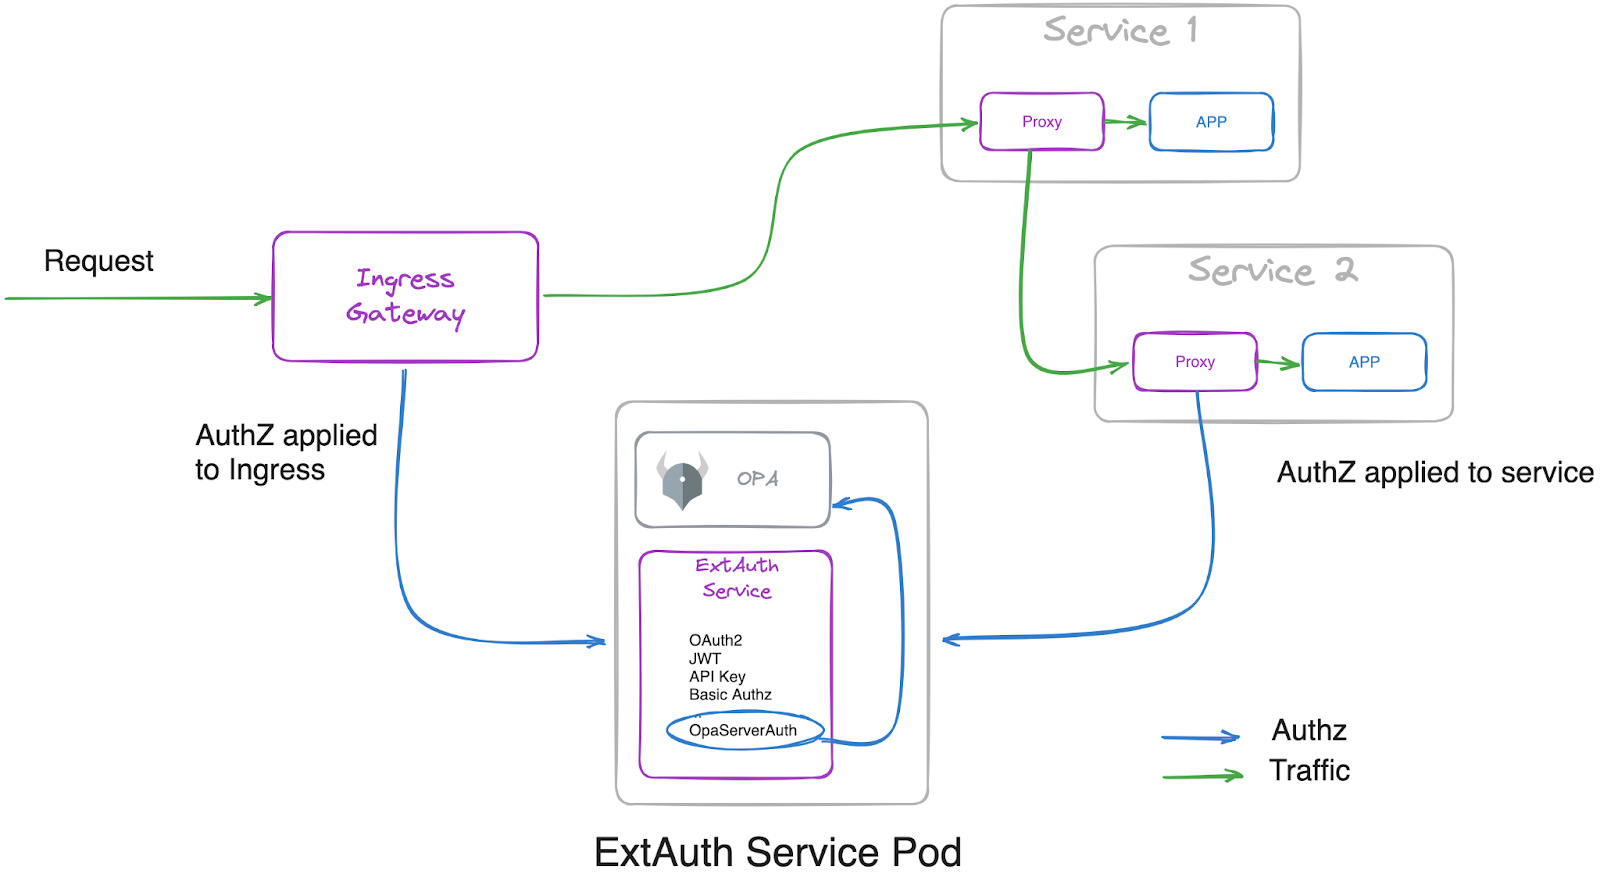 Service 1
Proxy
APP
Request
Ingress
Gateway
Service 2
Proxy
APP
AuthZ applied
to Ingress
AuthZ applied to service
OPA
ExtAuth
Service
OAuth2
JWT
API Key
Basic Authz
..
OpaServerAuth
Authz
Traffic
ExtAuth Service Pod